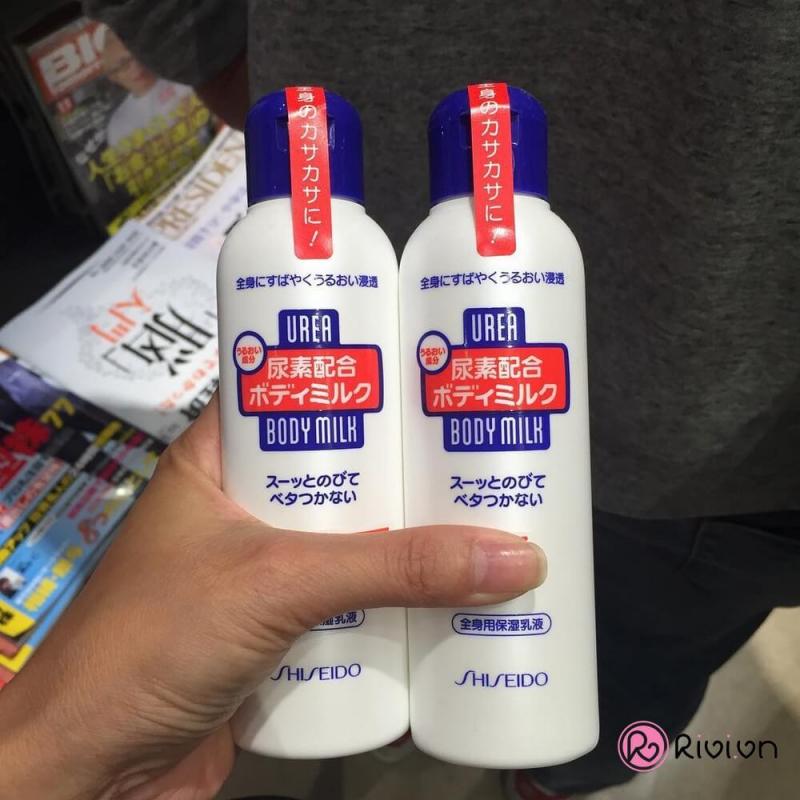 BIG
脳
入門
全身のカサカサに!
全身にすばやくうるおい浸透
UREA
うるおい
成分
尿素配合
ボディミルク
BODY MILK
スーッとのびて
ベタつかない
保湿乳液
SHISEIDO
全身のカサカサに!
全身にすばやくうるおい浸透
UREA
うるおい
成分
尿素配合
ボディミルク
BODY MILK
スーッとのびて
ベタつかない
全身用保湿乳液
SHISEIDO
Rivi.vn